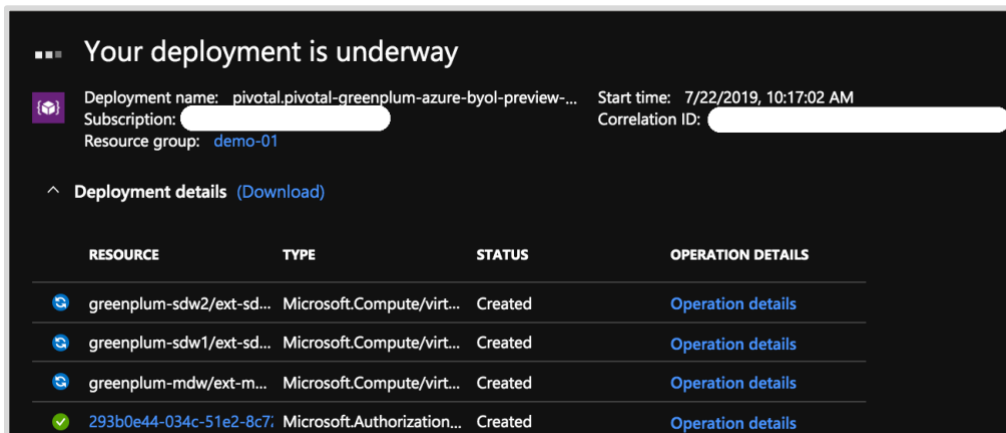 Your deployment is underway
Deployment name: pivotal.pivotal-greenplum-azure-byol-preview-... Start time: 7/22/2019, 10:17:02 AM
Subscription: Correlation ID:
Resource group: demo-01
Deployment details (Download)
RESOURCE TYPE STATUS OPERATION DETAILS
greenplum-sdw2/ext-sd... Microsoft.Compute/virt... Created Operation details
greenplum-sdw1/ext-sd... Microsoft.Compute/virt... Created Operation details
greenplum-mdw/ext-m... Microsoft.Compute/virt... Created Operation details
293b0e44-034c-51e2-8c7 Microsoft.Authorization... Created Operation details